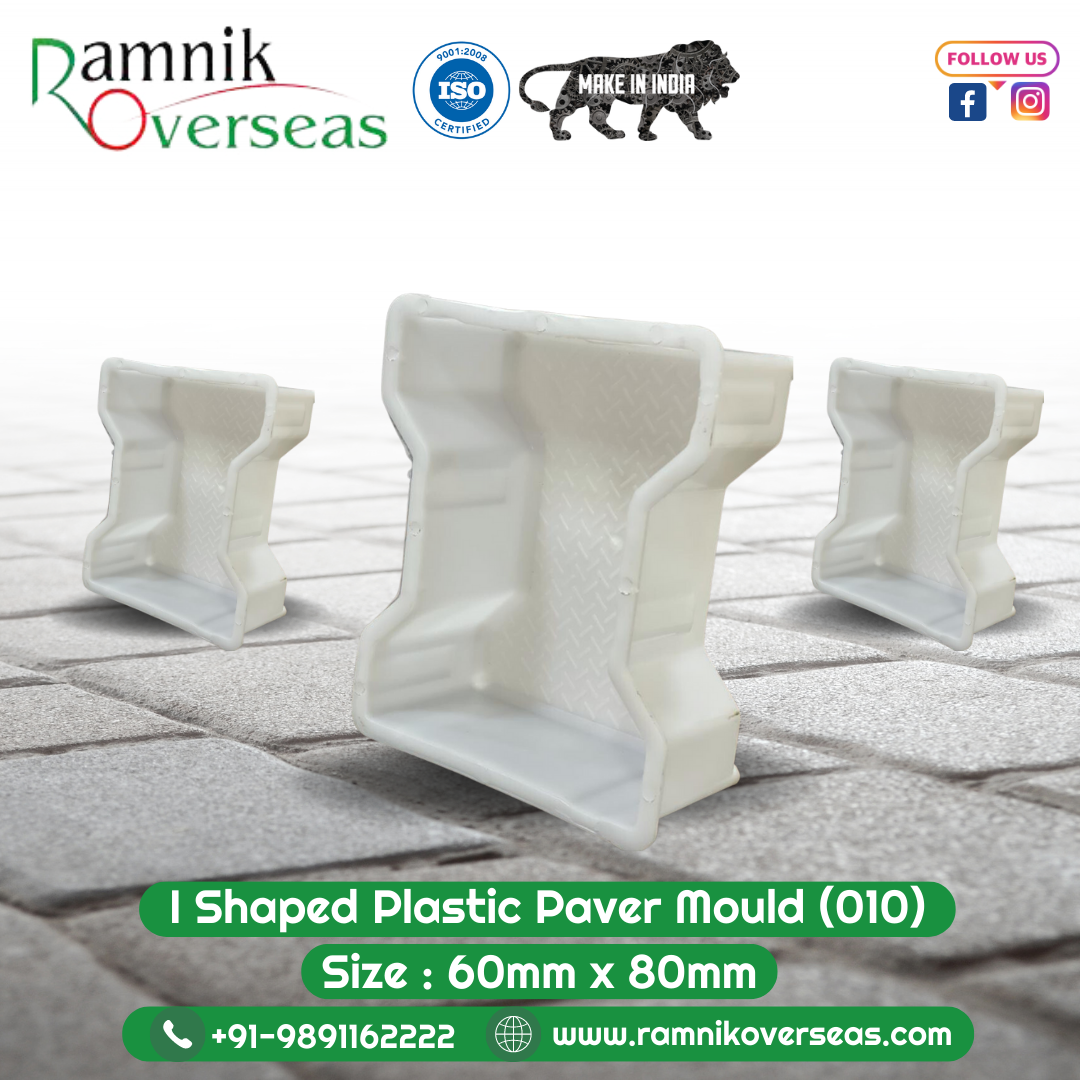 Ramnik
Overseas
9001:2008
ISO
CERTIFIED
MAKE IN INDIA
FOLLOW US
I Shaped Plastic Paver Mould (010)
Size : 60mm x 80mm
+91-9891162222
www.ramnikoverseas.com